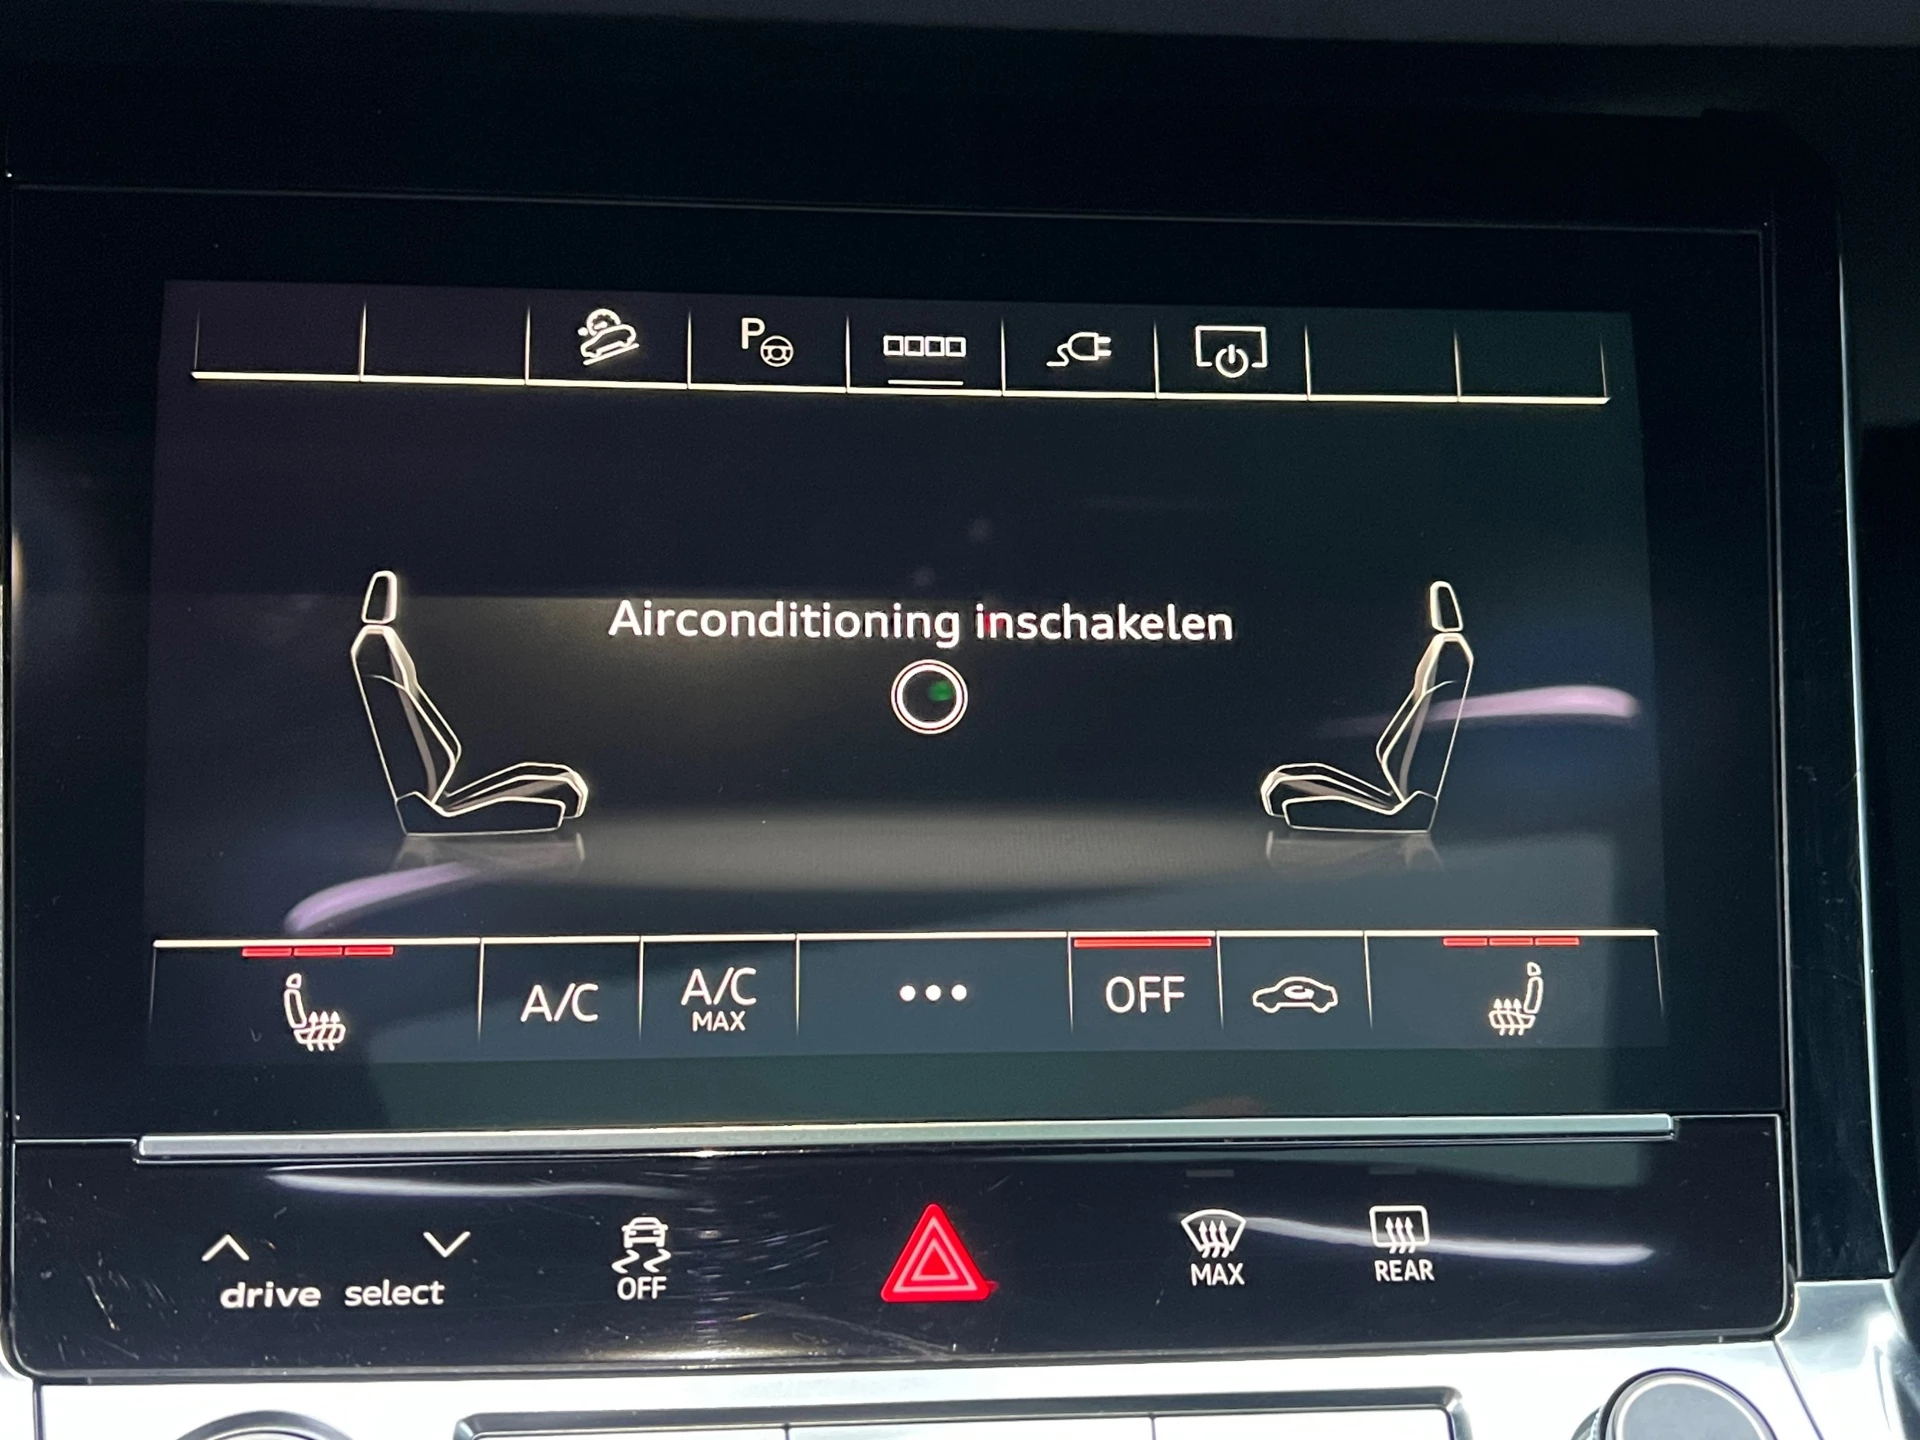 P
Airconditioning inschakelen
A/C
A/C
MAX
•••
OFF
drive select
OFF
MAX
REAR